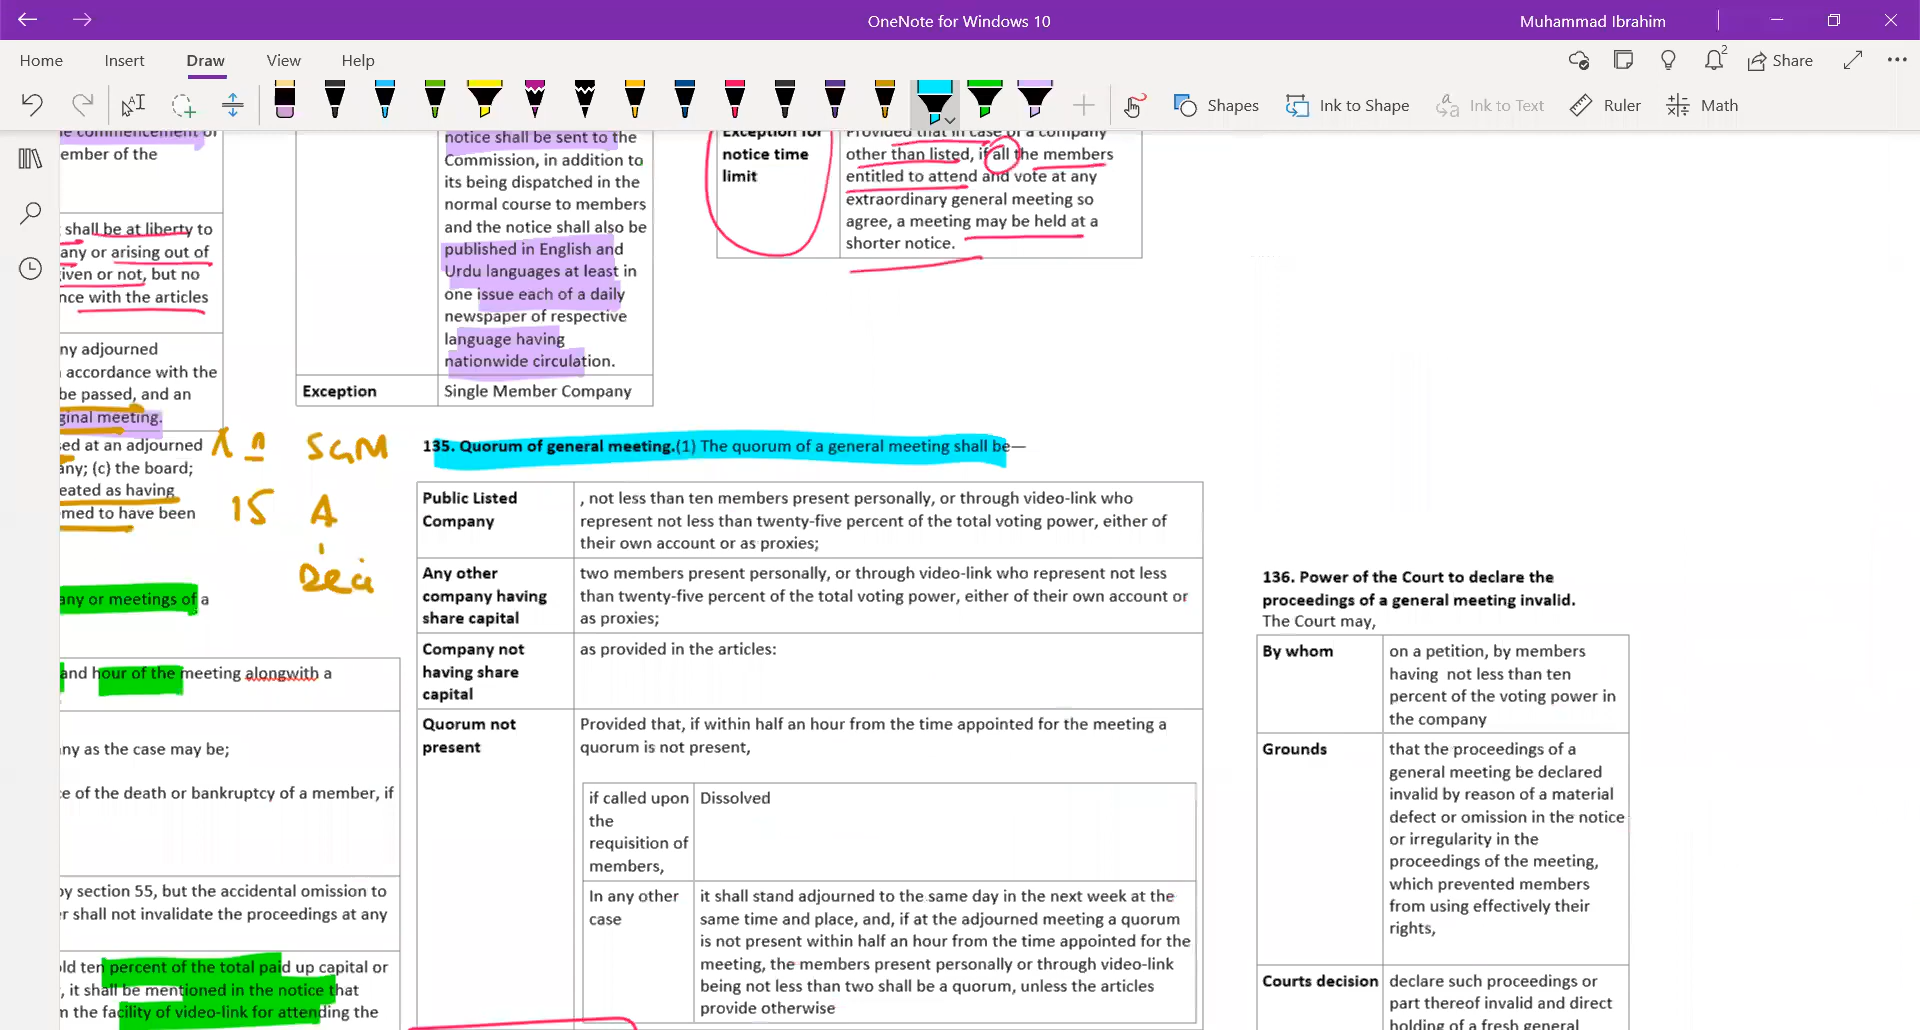 OneNote for Windows 10
Muhammad Ibrahim
Home Insert Draw View Help
2
Share
Shapes Ink to Shape Ink to Text Ruler Math
he commencement of
ember of the
shall be at liberty to
any or arising out of
iven or not, but no
nce with the articles
ny adjourned
accordance with the
be passed, and an
ginal meeting.
sed at an adjourned
any; (c) the board;
eated as having
med to have been
any or meetings of a
and hour of the meeting alongwith a
any as the case may be;
ce of the death or bankruptcy of a member, if
by section 55, but the accidental omission to
r shall not invalidate the proceedings at any
old ten percent of the total paid up capital or
, it shall be mentioned in the notice that
m the facility of video-link for attending the
notice shall be sent to the
Commission, in addition to
its being dispatched in the
normal course to members
and the notice shall also be
published in English and
Urdu languages at least in
one issue each of a daily
newspaper of respective
language having
nationwide circulation.
Exception
Single Member Company
Exception for
notice time
limit
Provided that in case of a company
other than listed, if all the members
entitled to attend and vote at any
extraordinary general meeting so
agree, a meeting may be held at a
shorter notice.
SGM
15 A
Deci
135. Quorum of general meeting.(1) The quorum of a general meeting shall be—
Public Listed
Company
, not less than ten members present personally, or through video-link who
represent not less than twenty-five percent of the total voting power, either of
their own account or as proxies;
Any other
company having
share capital
two members present personally, or through video-link who represent not less
than twenty-five percent of the total voting power, either of their own account or
as proxies;
Company not
having share
capital
as provided in the articles:
Quorum not
present
Provided that, if within half an hour from the time appointed for the meeting a
quorum is not present,
if called upon
the
requisition of
members,
Dissolved
In any other
case
it shall stand adjourned to the same day in the next week at the
same time and place, and, if at the adjourned meeting a quorum
is not present within half an hour from the time appointed for the
meeting, the members present personally or through video-link
being not less than two shall be a quorum, unless the articles
provide otherwise
136. Power of the Court to declare the
proceedings of a general meeting invalid.
The Court may,
By whom
on a petition, by members
having not less than ten
percent of the voting power in
the company
Grounds
that the proceedings of a
general meeting be declared
invalid by reason of a material
defect or omission in the notice
or irregularity in the
proceedings of the meeting,
which prevented members
from using effectively their
rights,
Courts decision
declare such proceedings or
part thereof invalid and direct
holding of a fresh general